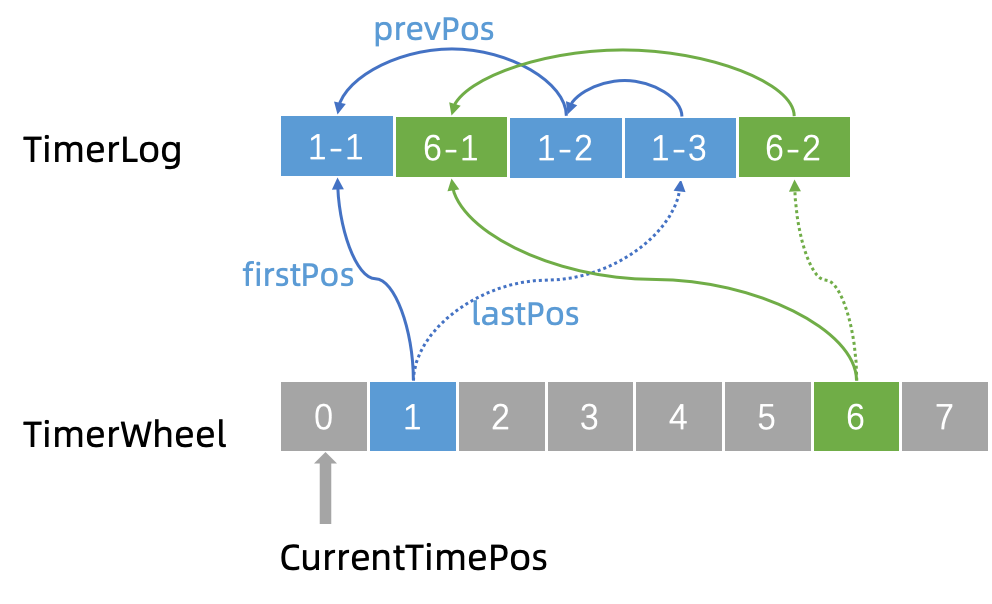 prevPos
TimerLog
1-1
6-1
1-2
1-3
6-2
firstPos
lastPos
TimerWheel
0
1
2
3
4
5
6
7
CurrentTimePos